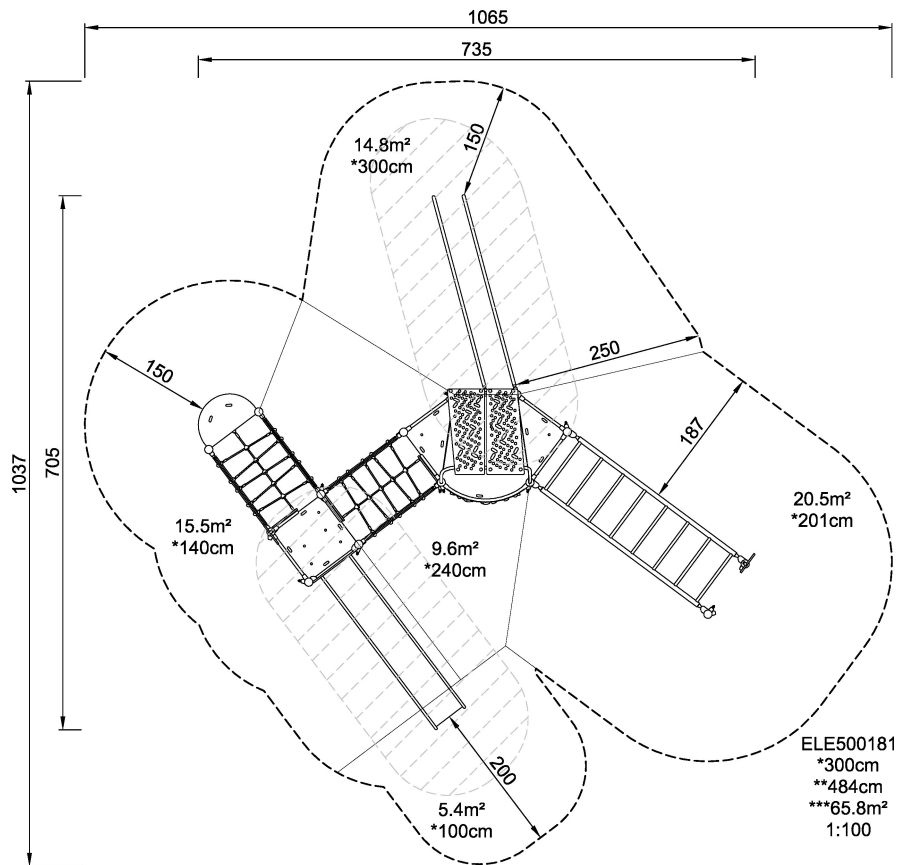 1065
735
150
14.8m²
*300cm
250
150
187
1037
705
20.5m²
*201cm
15.5m²
*140cm
9.6m²
*240cm
200
5.4m²
*100cm
ELE500181
*300cm
**484cm
***65.8m²
1:100